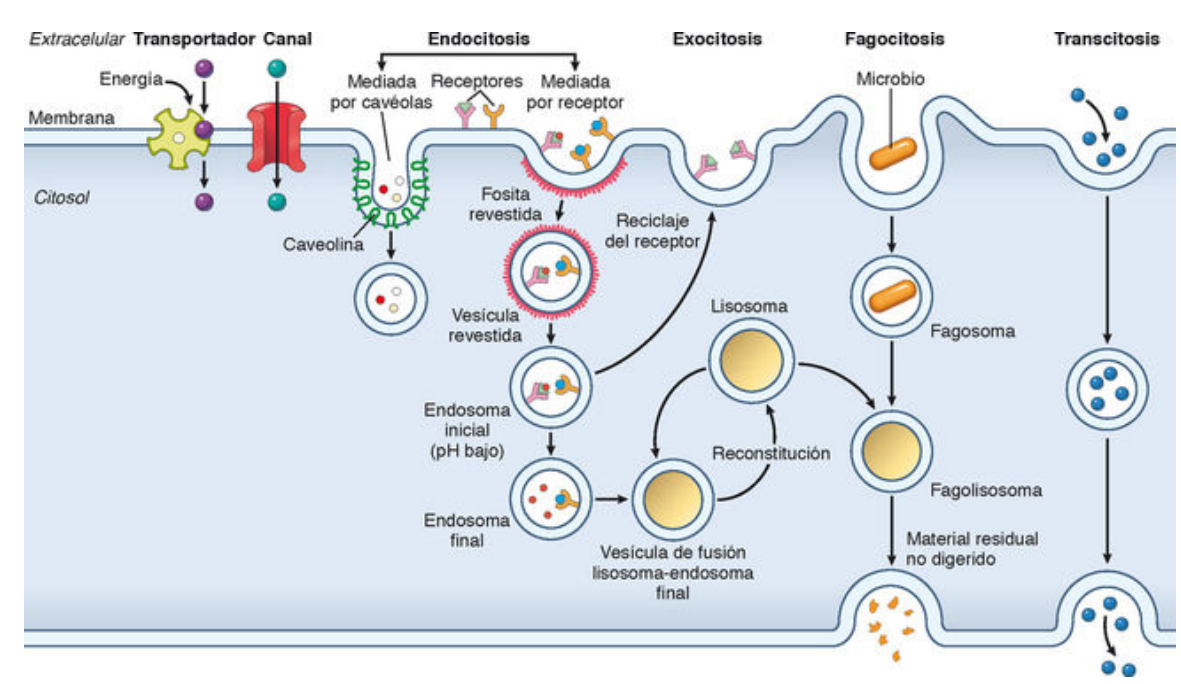 Extracelular Transportador Canal Endocitosis Exocitosis Fagocitosis Transcitosis
Energía
Mediada
por cavéolas
Receptores
Mediada
por receptor
Microbio
Membrana
Citosol
Caveolina
Fosita
revestida
Reciclaje
del receptor
Vesícula
revestida
Lisosoma
Fagosoma
Endosoma
inicial
(pH bajo)
Reconstitución
Fagolisosoma
Endosoma
final
Vesícula de fusión
lisosoma-endosoma
final
Material residual
no digerido